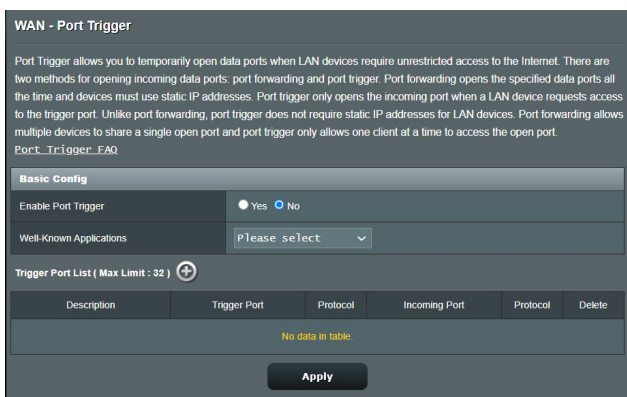 WAN - Port Trigger
Port Trigger allows you to temporarily open data ports when LAN devices require unrestricted access to the Internet. There are
two methods for opening incoming data ports: port forwarding and port trigger. Port forwarding opens the specified data ports all
the time and devices must use static IP addresses. Port trigger only opens the incoming port when a LAN device requests access
to the trigger port. Unlike port forwarding, port trigger does not require static IP addresses for LAN devices. Port forwarding allows
multiple devices to share a single open port and port trigger only allows one client at a time to access the open port.
Port Trigger FAQ
Basic Config
Enable Port Trigger Yes No
Well-Known Applications Please select
Trigger Port List ( Max Limit : 32 )
Description Trigger Port Protocol Incoming Port Protocol Delete
No data in table.
Apply